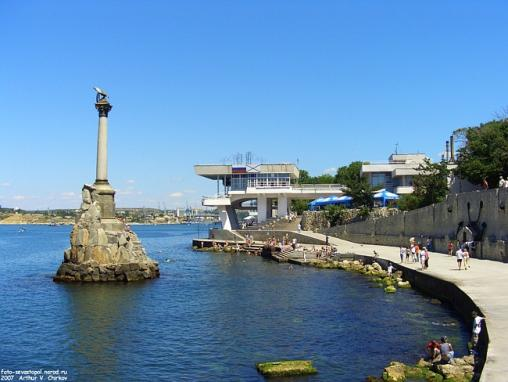 foto-sevastopol.narod.ru
2007 Arthur V. Chirkov